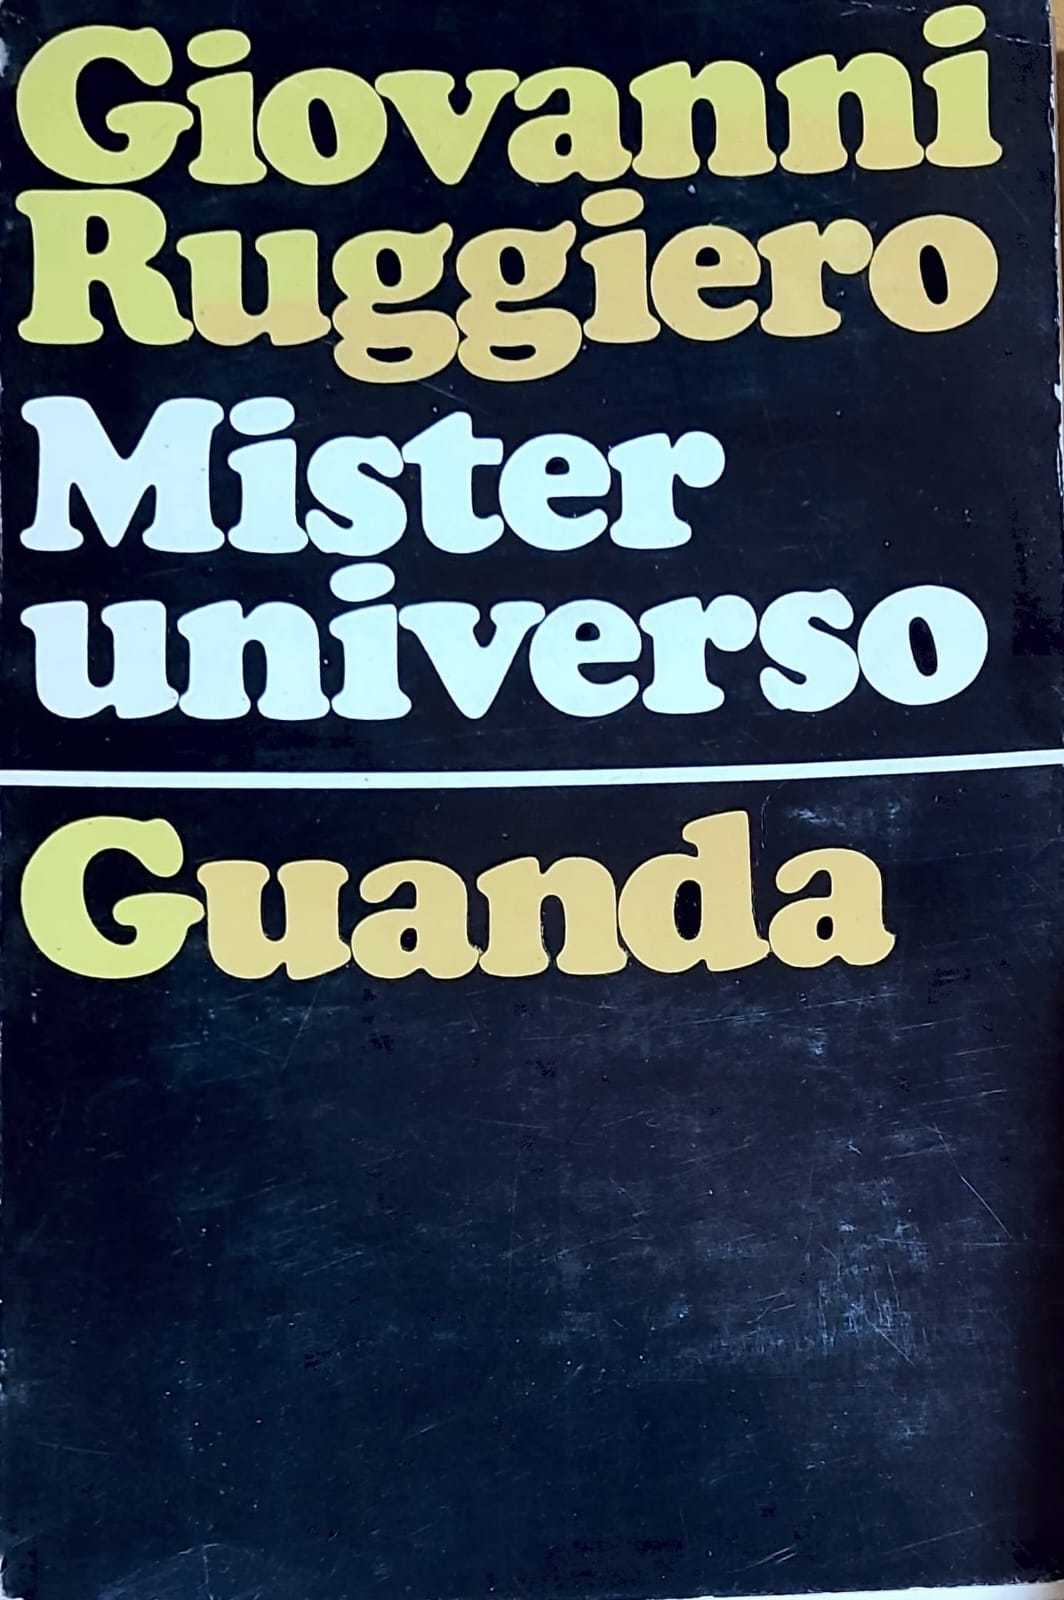 Giovanni
Ruggiero
Mister
universo
Guanda